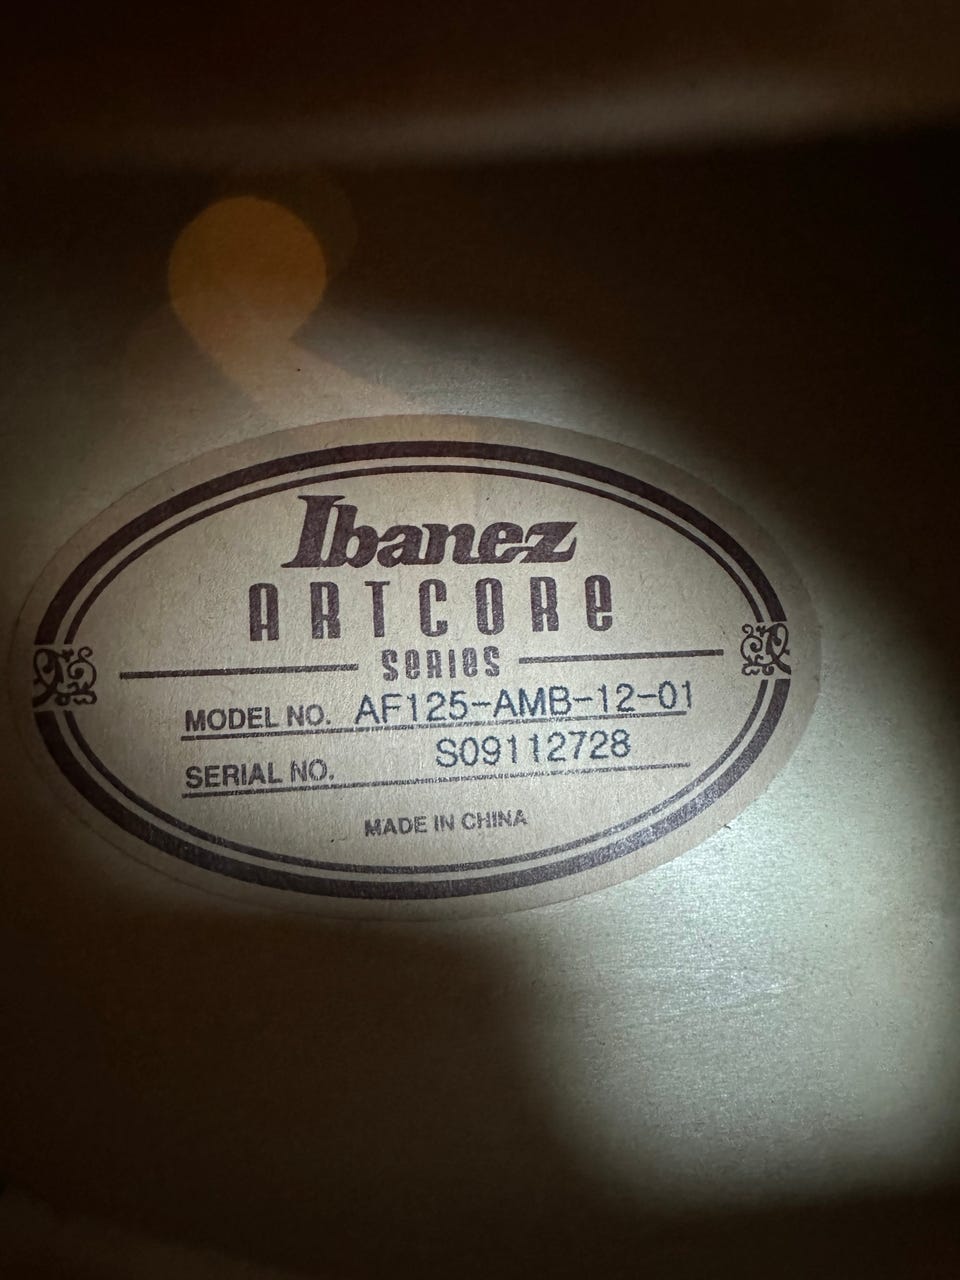 Ibanez
ARTCORE
SERIES
MODEL NO. AF125-AMB-12-01
SERIAL NO. S09112728
MADE IN CHINA